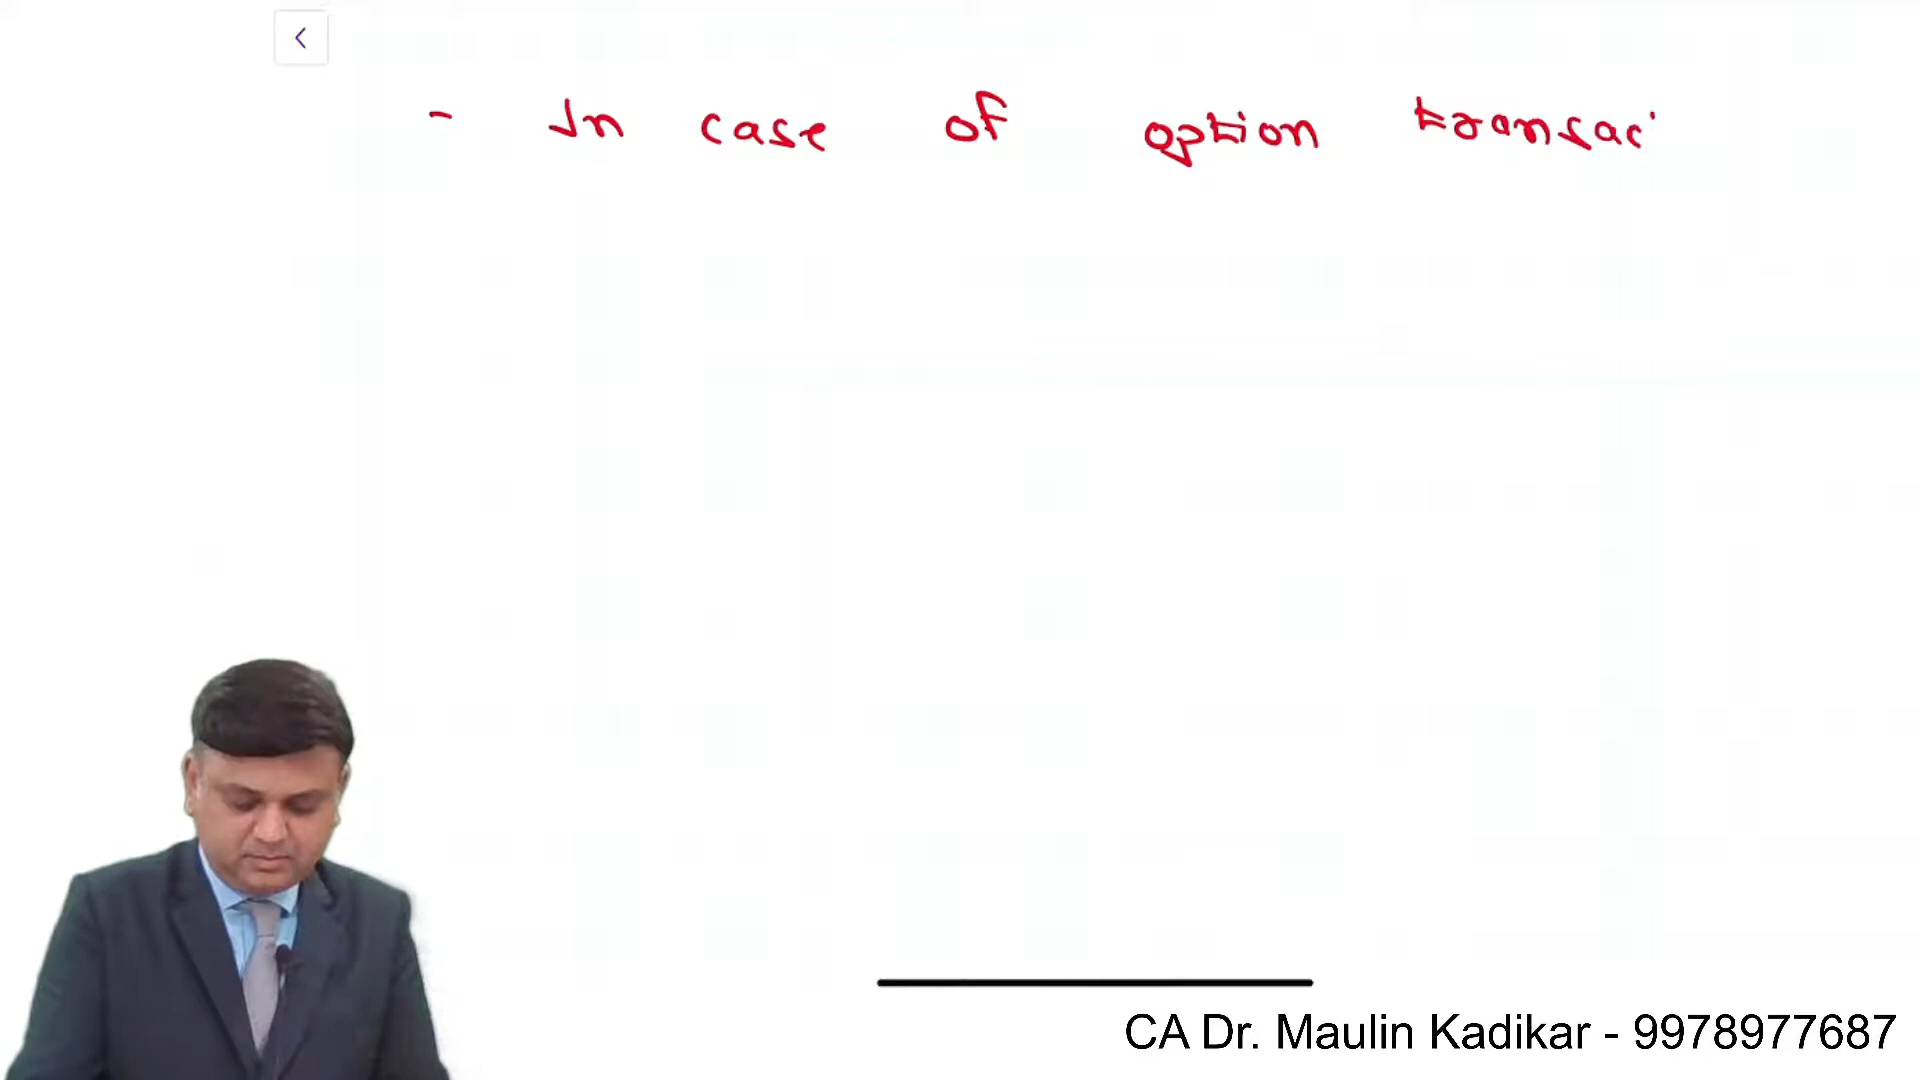 - In case of option transac
CA Dr. Maulin Kadikar - 9978977687